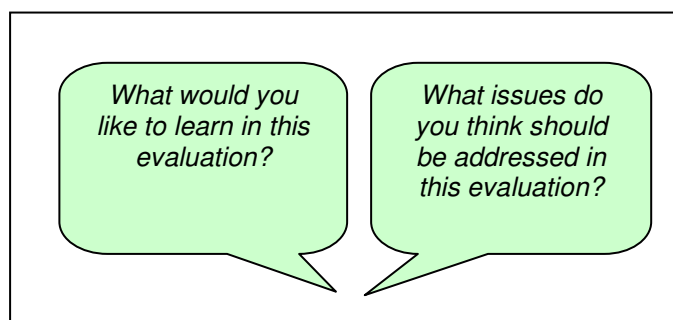 What would you
like to learn in this
evaluation?
What issues do
you think should
be addressed in
this evaluation?